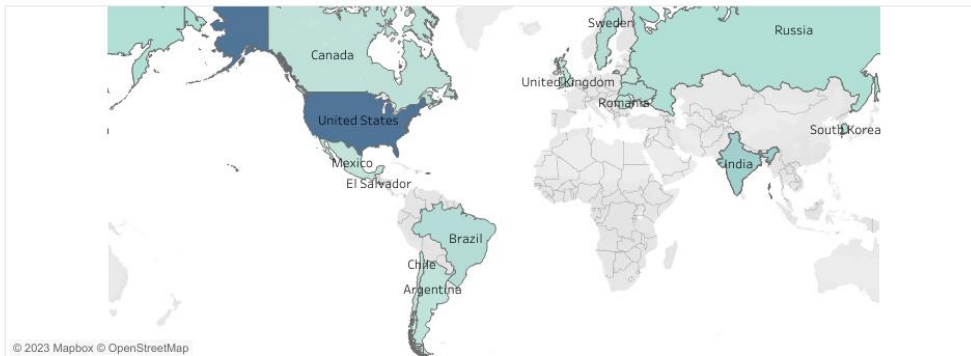 Sweden
Russia
Canada
United Kingdom
Romania
United States
South Korea
Mexico
India
El Salvador
Brazil
Chile
Argentina
© 2023 Mapbox © OpenStreetMap